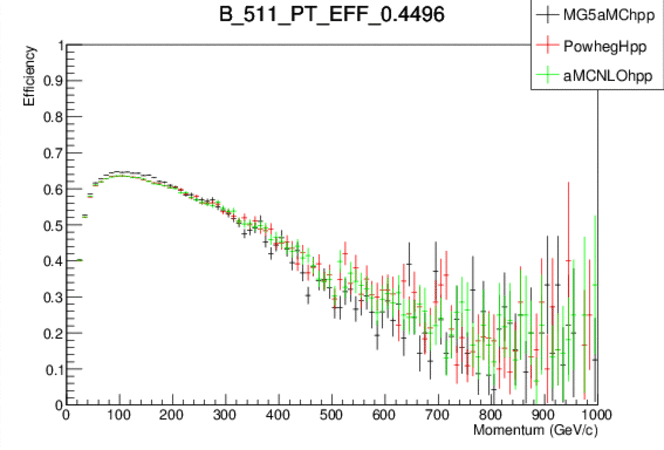 B_511_PT_EFF_0.4496
MG5aMChpp
PowhegHpp
aMCNLOhpp
Efficiency
1
0.9
0.8
0.7
0.6
0.5
0.4
0.3
0.2
0.1
0
0 100 200 300 400 500 600 700 800 900 1000
Momentum (GeV/c)